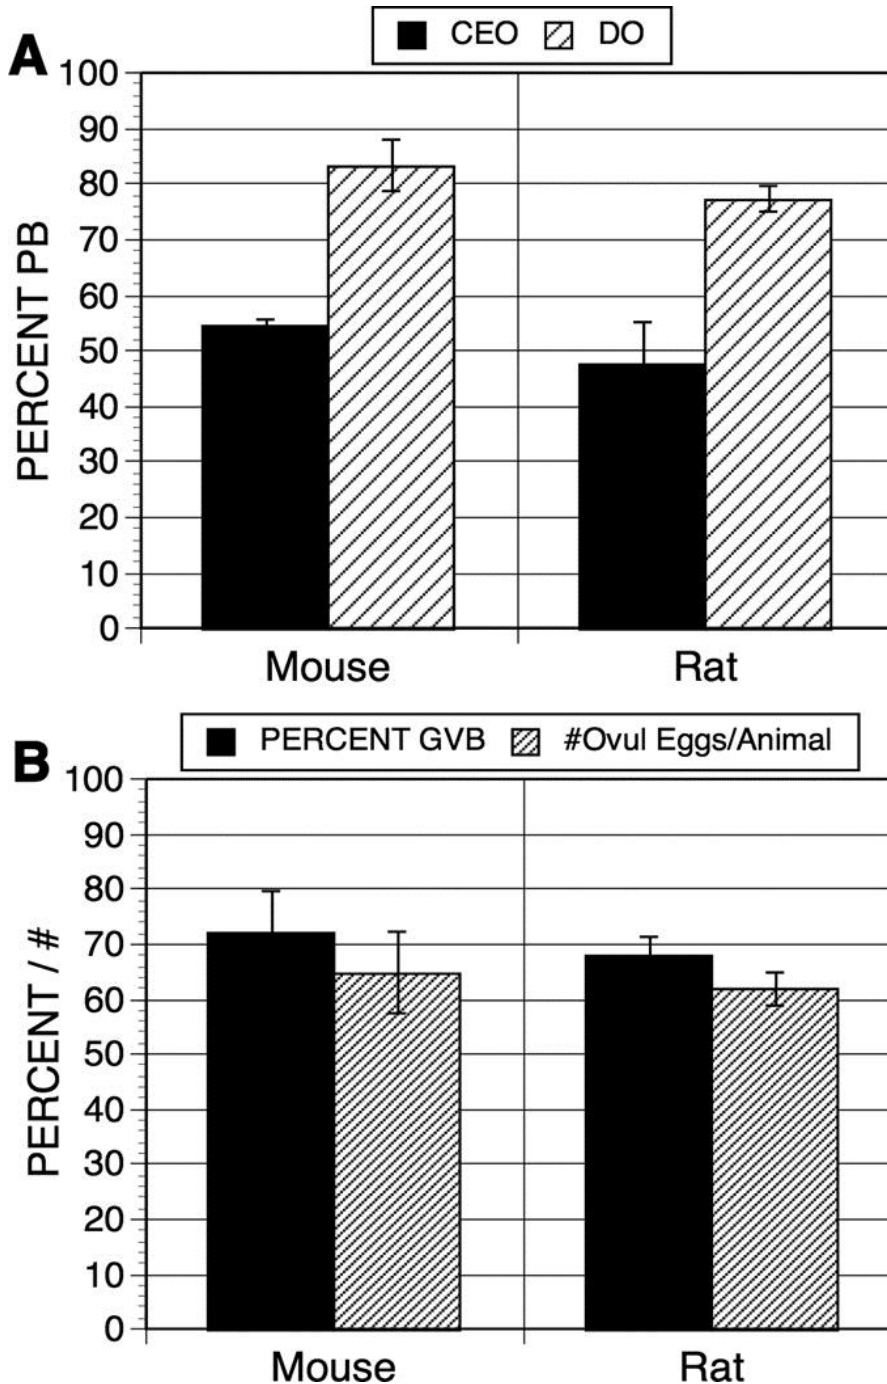 CEO DO
A
100
90
80
70
60
50
40
30
20
10
0
PERCENT PB
Mouse Rat
PERCENT GVB #Ovul Eggs/Animal
B
100
90
80
70
60
50
40
30
20
10
0
PERCENT / #
Mouse Rat